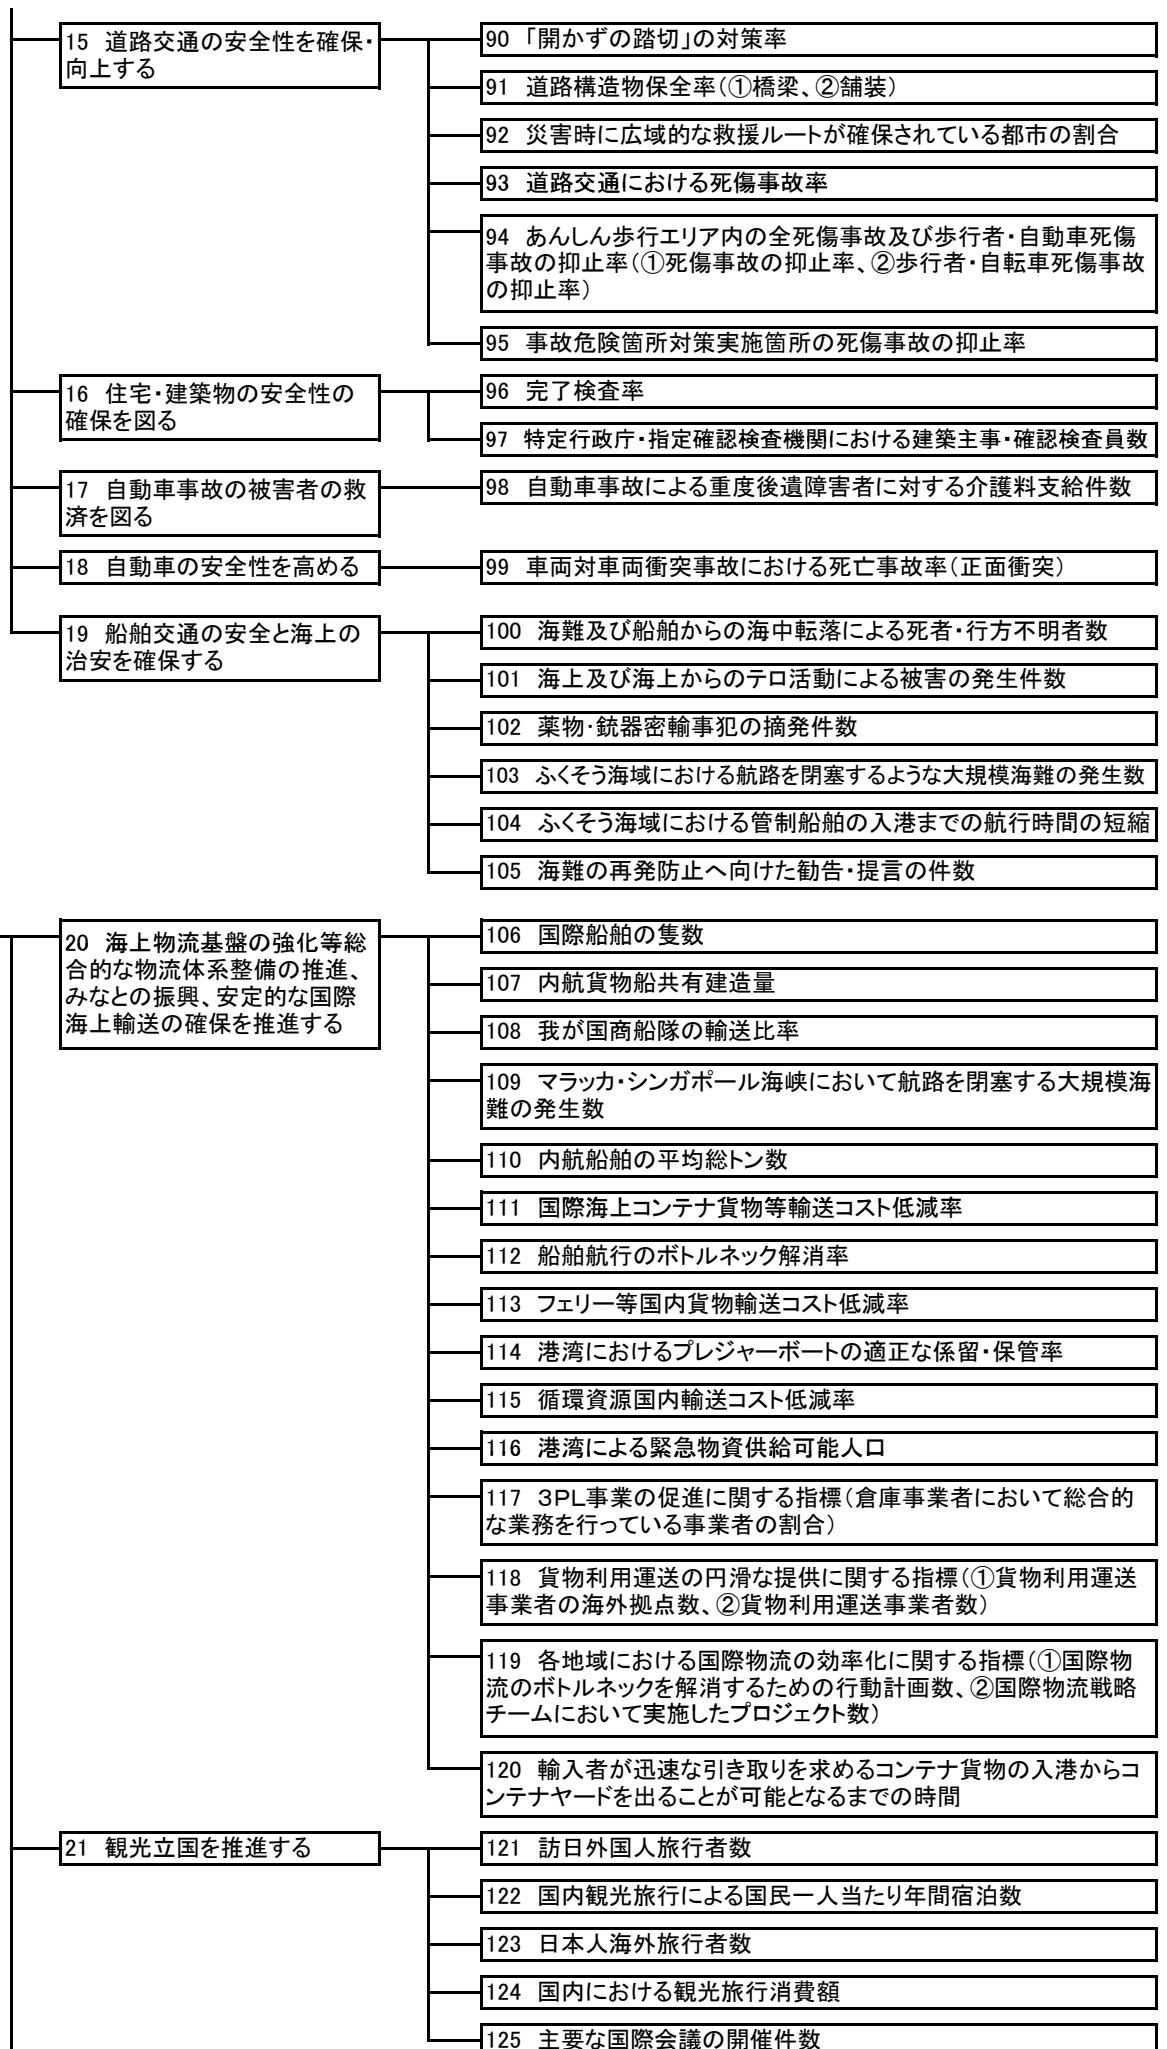 15 道路交通の安全性を確保・
向上する
90 「開かずの踏切」の対策率
91 道路構造物保全率(①橋梁、②舗装)
92 災害時に広域的な救援ルートが確保されている都市の割合
93 道路交通における死傷事故率
94 あんしん歩行エリア内の全死傷事故及び歩行者・自動車死傷
事故の抑止率(①死傷事故の抑止率、②歩行者・自転車死傷事故
の抑止率)
95 事故危険箇所対策実施箇所の死傷事故の抑止率
16 住宅・建築物の安全性の
確保を図る
96 完了検査率
97 特定行政庁・指定確認検査機関における建築主事・確認検査員数
17 自動車事故の被害者の救
済を図る
98 自動車事故による重度後遺障害者に対する介護料支給件数
18 自動車の安全性を高める
99 車両対車両衝突事故における死亡事故率(正面衝突)
19 船舶交通の安全と海上の
治安を確保する
100 海難及び船舶からの海中転落による死者・行方不明者数
101 海上及び海上からのテロ活動による被害の発生件数
102 薬物・銃器密輸事犯の摘発件数
103 ふくそう海域における航路を閉塞するような大規模海難の発生数
104 ふくそう海域における管制船舶の入港までの航行時間の短縮
105 海難の再発防止へ向けた勧告・提言の件数
20 海上物流基盤の強化等総
合的な物流体系整備の推進、
みなとの振興、安定的な国際
海上輸送の確保を推進する
106 国際船舶の隻数
107 内航貨物船共有建造量
108 我が国商船隊の輸送比率
109 マラッカ・シンガポール海峡において航路を閉塞する大規模海
難の発生数
110 内航船舶の平均総トン数
111 国際海上コンテナ貨物等輸送コスト低減率
112 船舶航行のボトルネック解消率
113 フェリー等国内貨物輸送コスト低減率
114 港湾におけるプレジャーボートの適正な係留・保管率
115 循環資源国内輸送コスト低減率
116 港湾による緊急物資供給可能人口
117 3PL事業の促進に関する指標(倉庫事業者において総合的
な業務を行っている事業者の割合)
118 貨物利用運送の円滑な提供に関する指標(①貨物利用運送
事業者の海外拠点数、②貨物利用運送事業者数)
119 各地域における国際物流の効率化に関する指標(①国際物
流のボトルネックを解消するための行動計画数、②国際物流戦略
チームにおいて実施したプロジェクト数)
120 輸入者が迅速な引き取りを求めるコンテナ貨物の入港からコ
ンテナヤードを出ることが可能となるまでの時間
21 観光立国を推進する
121 訪日外国人旅行者数
122 国内観光旅行による国民一人当たり年間宿泊数
123 日本人海外旅行者数
124 国内における観光旅行消費額
125 主要な国際会議の開催件数